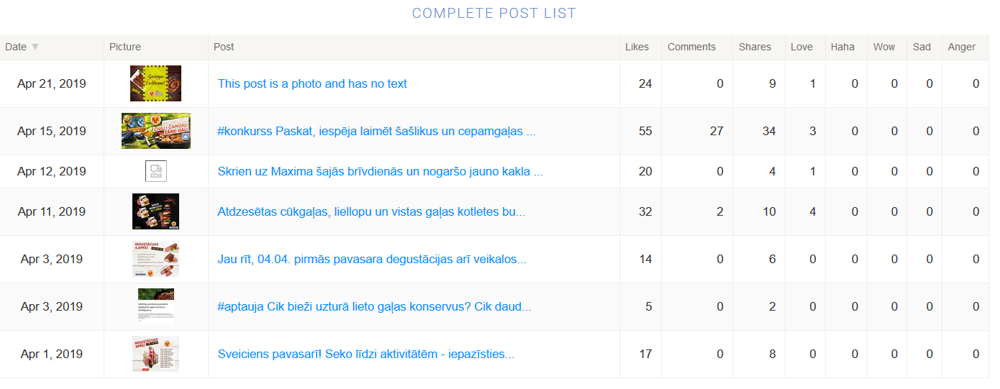 COMPLETE POST LIST
Date Picture Post Likes Comments Shares Love Haha Wow Sad Anger
Apr 21, 2019 This post is a photo and has no text 24 0 9 1 0 0 0 0
Apr 15, 2019 #konkurss Paskat, iespēja laimēt šašlikus un cepamgaļas ... 55 27 34 3 0 0 0 0
Apr 12, 2019 Skrien uz Maxima šajās brīvdienās un nogaršo jauno kakla ... 20 0 4 1 0 0 0 0
Apr 11, 2019 Atdzesētas cūkgaļas, liellopu un vistas gaļas kotletes bu... 32 2 10 4 0 0 0 0
Apr 3, 2019 DEGUSTĀCIJAS 4.APRĪLĪ MAXIMA Jau rīt, 04.04. pirmās pavasara degustācijas arī veikalos... 14 0 6 0 0 0 0 0
Apr 3, 2019 #aptauja Cik bieži uzturā lieto gaļas konservus? Cik daud... 5 0 2 0 0 0 0 0
Apr 1, 2019 DEGUSTĀCIJAS APRĪLĪ Sveiciens pavasarī! Seko līdzi aktivitātēm - iepazīsties... 17 0 8 0 0 0 0 0